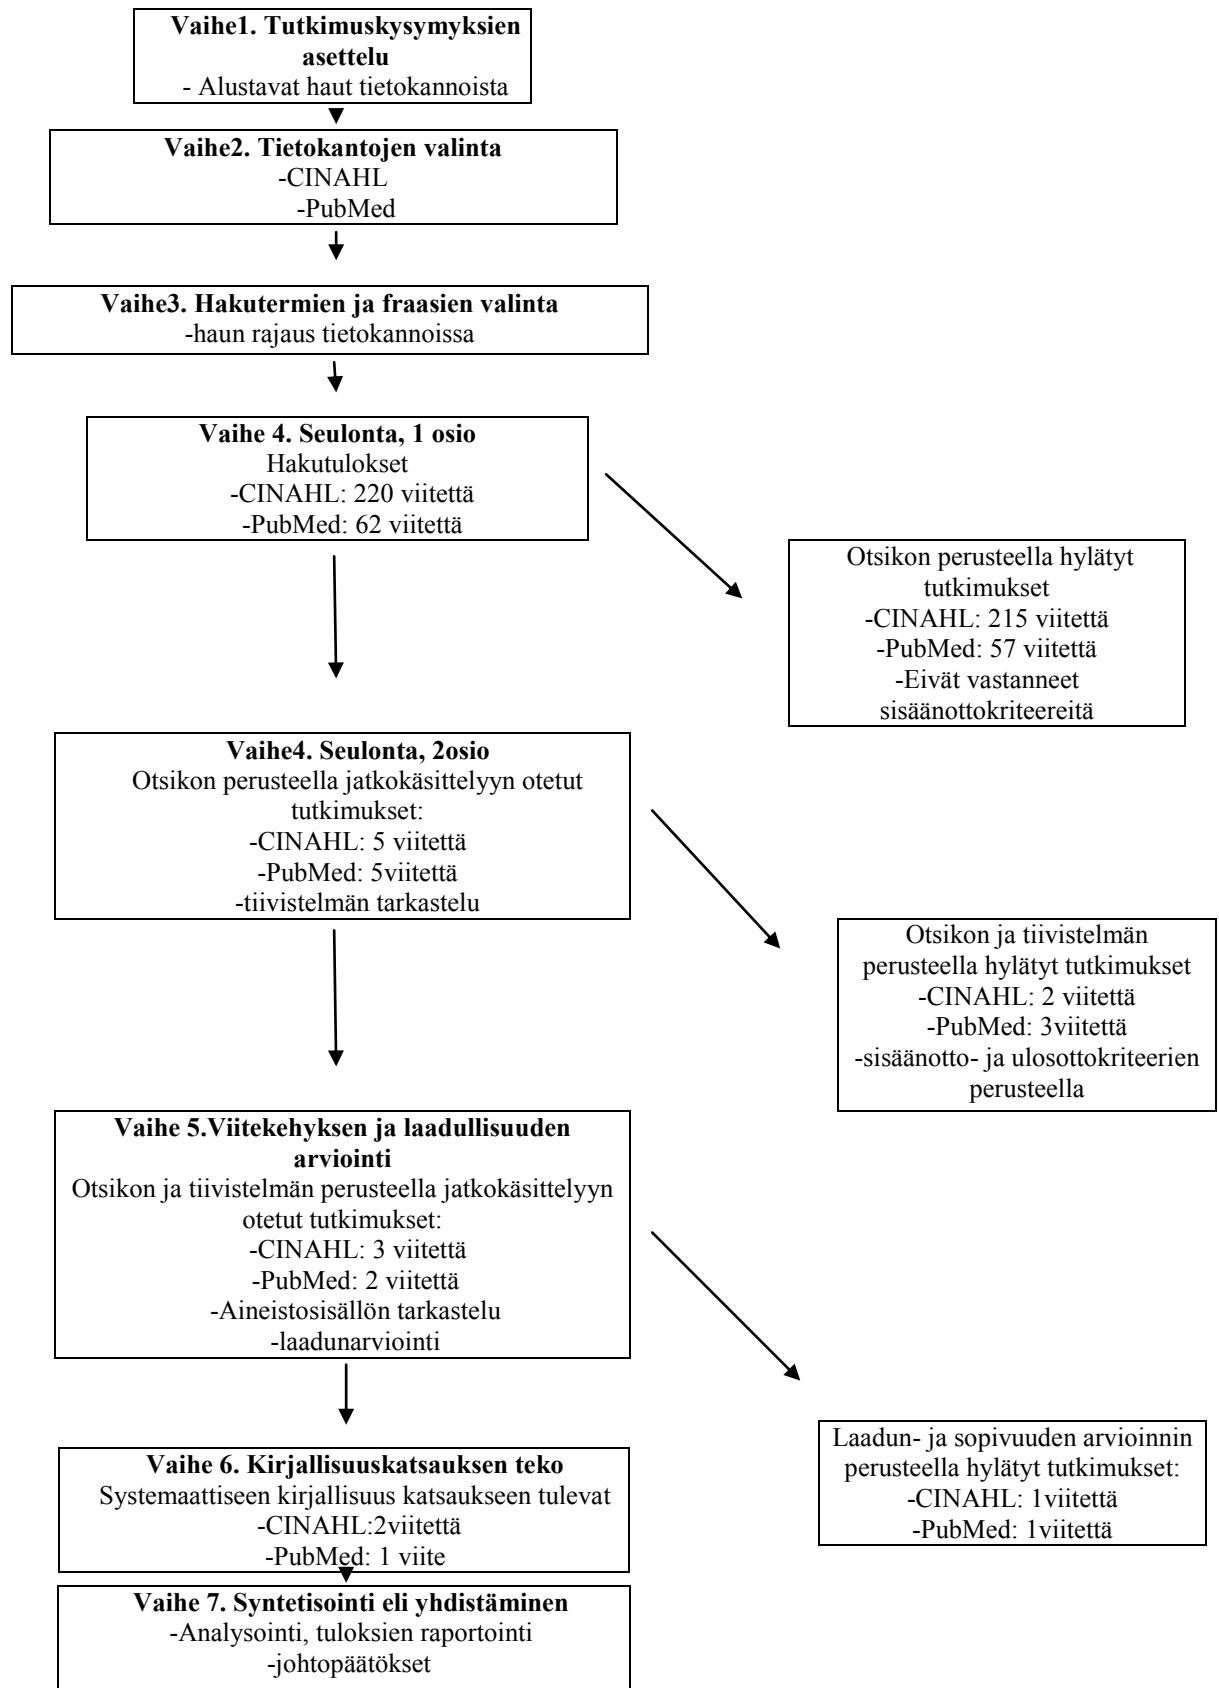 Vaihe1. Tutkimuskysymyksien
asettelu
- Alustavat haut tietokannoista
Vaihe2. Tietokantojen valinta
-CINAHL
-PubMed
Vaihe3. Hakutermien ja fraasien valinta
-haun rajaus tietokannoissa
Vaihe 4. Seulonta, 1 osio
Hakutulokset
-CINAHL: 220 viitettä
-PubMed: 62 viitettä
Otsikon perusteella hylätyt
tutkimukset
-CINAHL: 215 viitettä
-PubMed: 57 viitettä
-Eivät vastanneet
sisäänottokriteereitä
Vaihe4. Seulonta, 2osio
Otsikon perusteella jatkokäsittelyyn otetut
tutkimukset:
-CINAHL: 5 viitettä
-PubMed: 5viitettä
-tiivistelmän tarkastelu
Otsikon ja tiivistelmän
perusteella hylätyt tutkimukset
-CINAHL: 2 viitettä
-PubMed: 3viitettä
-sisäänotto- ja ulosottokriteerien
perusteella
Vaihe 5.Viitekehyksen ja laadullisuuden
arviointi
Otsikon ja tiivistelmän perusteella jatkokäsittelyyn
otetut tutkimukset:
-CINAHL: 3 viitettä
-PubMed: 2 viitettä
-Aineistosisällön tarkastelu
-laadunarviointi
Laadun- ja sopivuuden arvioinnin
perusteella hylätyt tutkimukset:
-CINAHL: 1viitettä
-PubMed: 1viitettä
Vaihe 6. Kirjallisuuskatsauksen teko
Systemaattiseen kirjallisuus katsaukseen tulevat
-CINAHL:2viitettä
-PubMed: 1 viite
Vaihe 7. Syntetisointi eli yhdistäminen
-Analysointi, tuloksien raportointi
-johtopäätökset